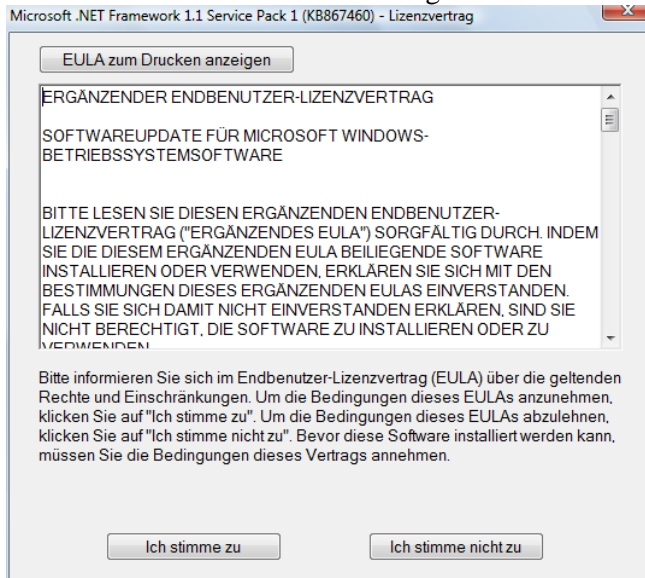 Microsoft .NET Framework 1.1 Service Pack 1 (KB867460) - Lizenzvertrag
EULA zum Drucken anzeigen
ERGÄNZENDER ENDBENUTZER-LIZENZVERTRAG
SOFTWAREUPDATE FÜR MICROSOFT WINDOWS-
BETRIEBSSYSTEMSOFTWARE
BITTE LESEN SIE DIESEN ERGÄNZENDEN ENDBENUTZER-
LIZENZVERTRAG ("ERGÄNZENDES EULA") SORGFÄLTIG DURCH. INDEM
SIE DIE DIESEM ERGÄNZENDEN EULA BEILIEGENDE SOFTWARE
INSTALLIEREN ODER VERWENDEN, ERKLÄREN SIE SICH MIT DEN
BESTIMMUNGEN DIESES ERGÄNZENDEN EULAS EINVERSTANDEN.
FALLS SIE SICH DAMIT NICHT EINVERSTANDEN ERKLÄREN, SIND SIE
NICHT BERECHTIGT, DIE SOFTWARE ZU INSTALLIEREN ODER ZU
VERWENDEN
Bitte informieren Sie sich im Endbenutzer-Lizenzvertrag (EULA) über die geltenden
Rechte und Einschränkungen. Um die Bedingungen dieses EULAs anzunehmen,
klicken Sie auf "Ich stimme zu". Um die Bedingungen dieses EULAs abzulehnen,
klicken Sie auf "Ich stimme nicht zu". Bevor diese Software installiert werden kann,
müssen Sie die Bedingungen dieses Vertrags annehmen.
Ich stimme zu
Ich stimme nicht zu